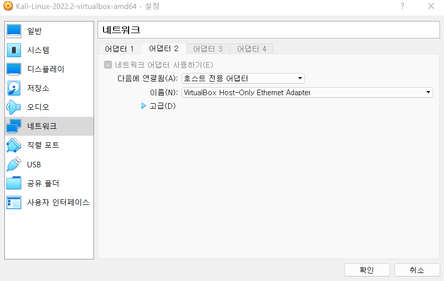 Kali-Linux-2022.2-virtualbox-amd64 - 설정
일반
시스템
디스플레이
저장소
오디오
네트워크
직렬 포트
USB
공유 폴더
사용자 인터페이스
네트워크
어댑터 1 어댑터 2 어댑터 3 어댑터 4
네트워크 어댑터 사용하기(E)
다음에 연결됨(A): 호스트 전용 어댑터
이름(N): VirtualBox Host-Only Ethernet Adapter
고급(D)
확인 취소